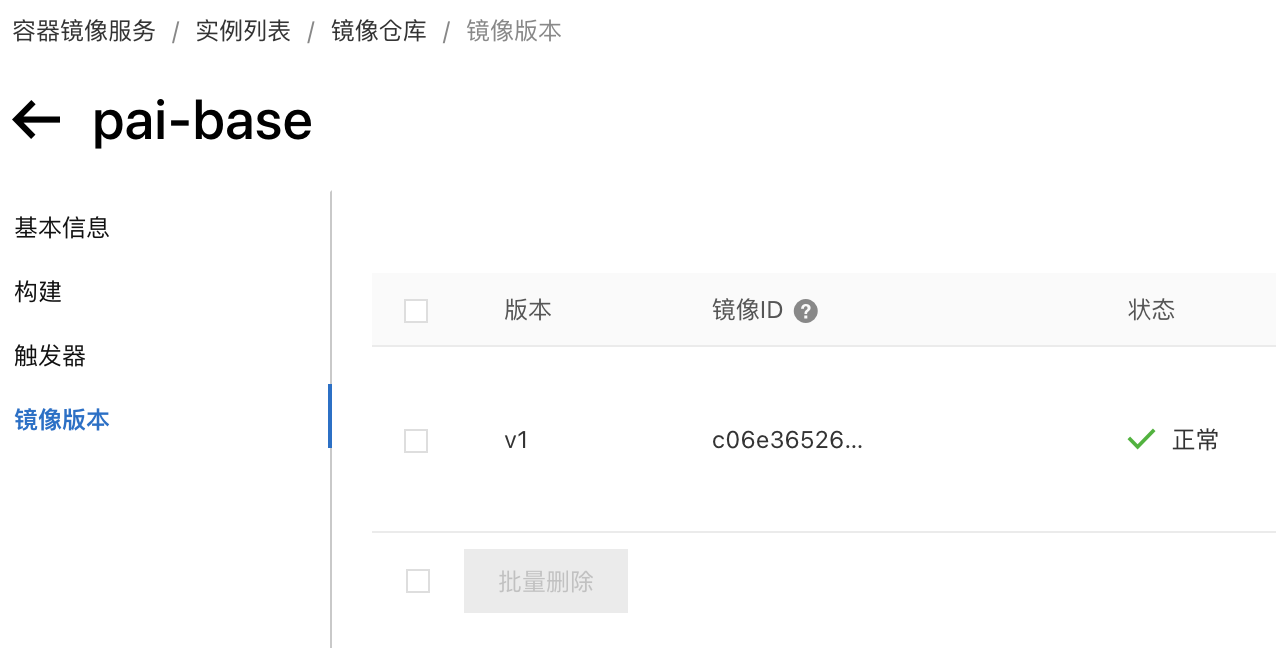 容器镜像服务 / 实例列表 / 镜像仓库 / 镜像版本
← pai-base
基本信息
构建
触发器
镜像版本
版本 镜像ID ? 状态
v1 c06e36526... 正常
批量删除